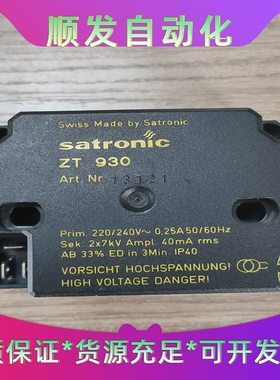 顺发自动化
Swiss Made by Satronic
satronic
ZT 930
Art. Nr. 13121
Prim. 220/240V~ 0,25A 50/60Hz
Sek. 2x7kV Ampl. 40mA rms
AB 33% ED in 3Min. IP40
VORSICHT HOCHSPANNUNG!
HIGH VOLTAGE DANGER!
质保证*货源充足*可开发